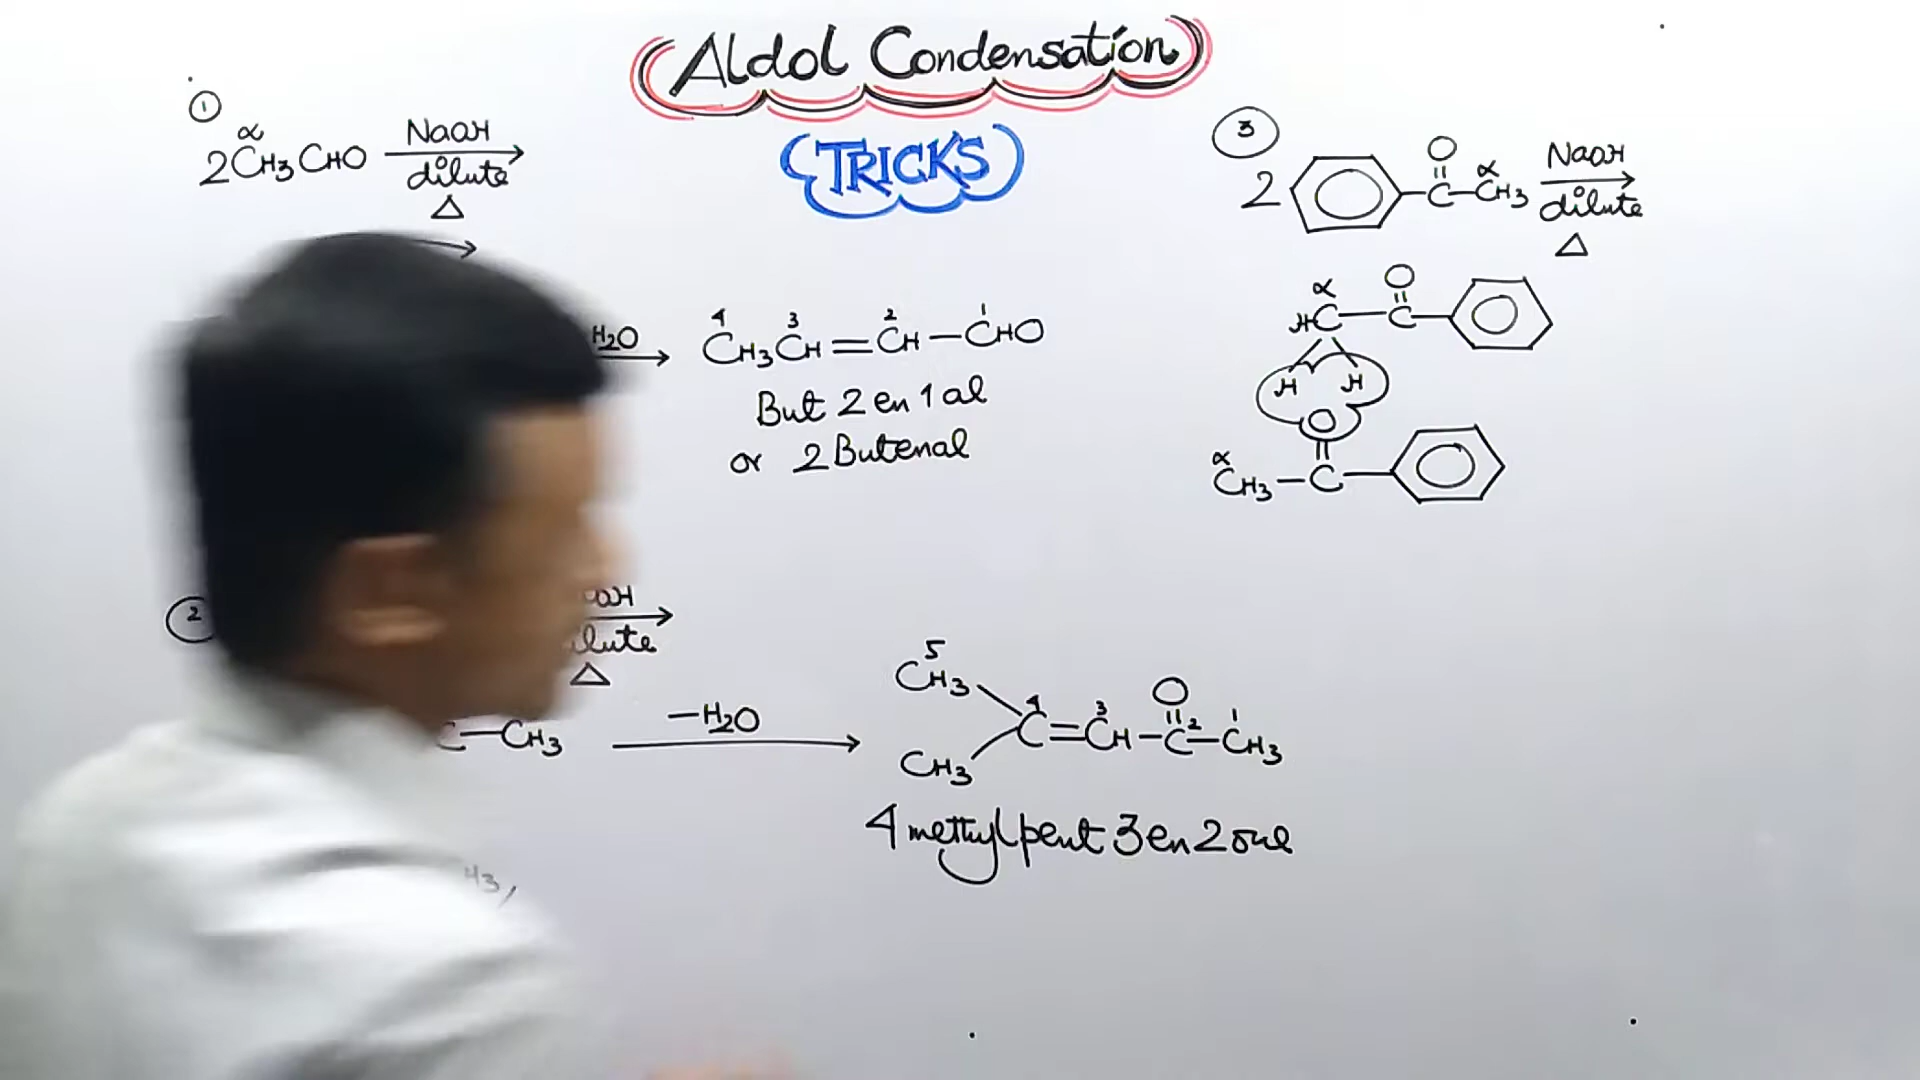 Aldol Condensation
TRICKS
1
α
2CH3CHO NaOH
dilute
△
H2O
4 3 2 1
CH3CH=CH—CHO
But 2 en 1 al
or 2 Butenal
2
dilute
△
C—CH3 —H2O
5
CH3
4 3 O 2 1
C=CH—C—CH3
CH3
4 methyl pent 3 en 2 one
3
O
α
2 C—CH3 NaOH
dilute
△
α O
HC—C
H H
O
α
CH3—C